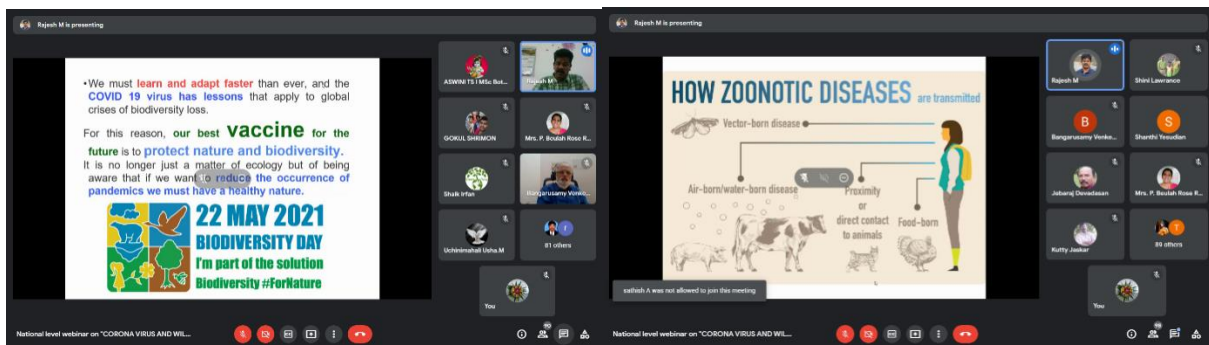 Rajesh M is presenting
•We must learn and adapt faster than ever, and the
COVID 19 virus has lessons that apply to global
crises of biodiversity loss.
For this reason, our best vaccine for the
future is to protect nature and biodiversity.
It is no longer just a matter of ecology but of being
aware that if we want to reduce the occurrence of
pandemics we must have a healthy nature.
22 MAY 2021
BIODIVERSITY DAY
I'm part of the solution
Biodiversity #ForNature
ASWINI TS I MSc Bot...
Rajesh M
GOKUL SHRIMON
Mrs. P. Beulah Rose R...
Shaik Irfan
Bangarusamy Venke...
Uchinimahali Usha.M
81 others
You
National level webinar on "CORONA VIRUS AND WIL...
90
Rajesh M is presenting
HOW ZOONOTIC DISEASES are transmitted
Vector-born disease
Air-born/water-born disease
Proximity
or
direct contact
to animals
Food-born
sathish A was not allowed to join this meeting
Rajesh M
Shini Lawrance
B
Bangarusamy Venke...
S
Shanthi Yesudian
Jebaraj Devadasan
Mrs. P. Beulah Rose R...
Kutty Jaskar
T
89 others
You
National level webinar on "CORONA VIRUS AND WIL...
98